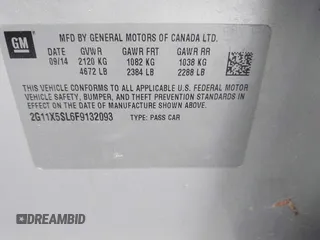 GM
MFD BY GENERAL MOTORS OF CANADA LTD.
DATE GVWR GAWR FRT GAWR RR
09/14 2120 KG 1082 KG 1038 KG
4672 LB 2384 LB 2288 LB
THIS VEHICLE CONFORMS TO ALL APPLICABLE U.S. FEDERAL MOTOR
VEHICLE SAFETY, BUMPER, AND THEFT PREVENTION STANDARDS
IN EFFECT ON THE DATE OF MANUFACTURE SHOWN ABOVE.
2G11X5SL6F9132093 TYPE: PASS CAR
DREAMBID